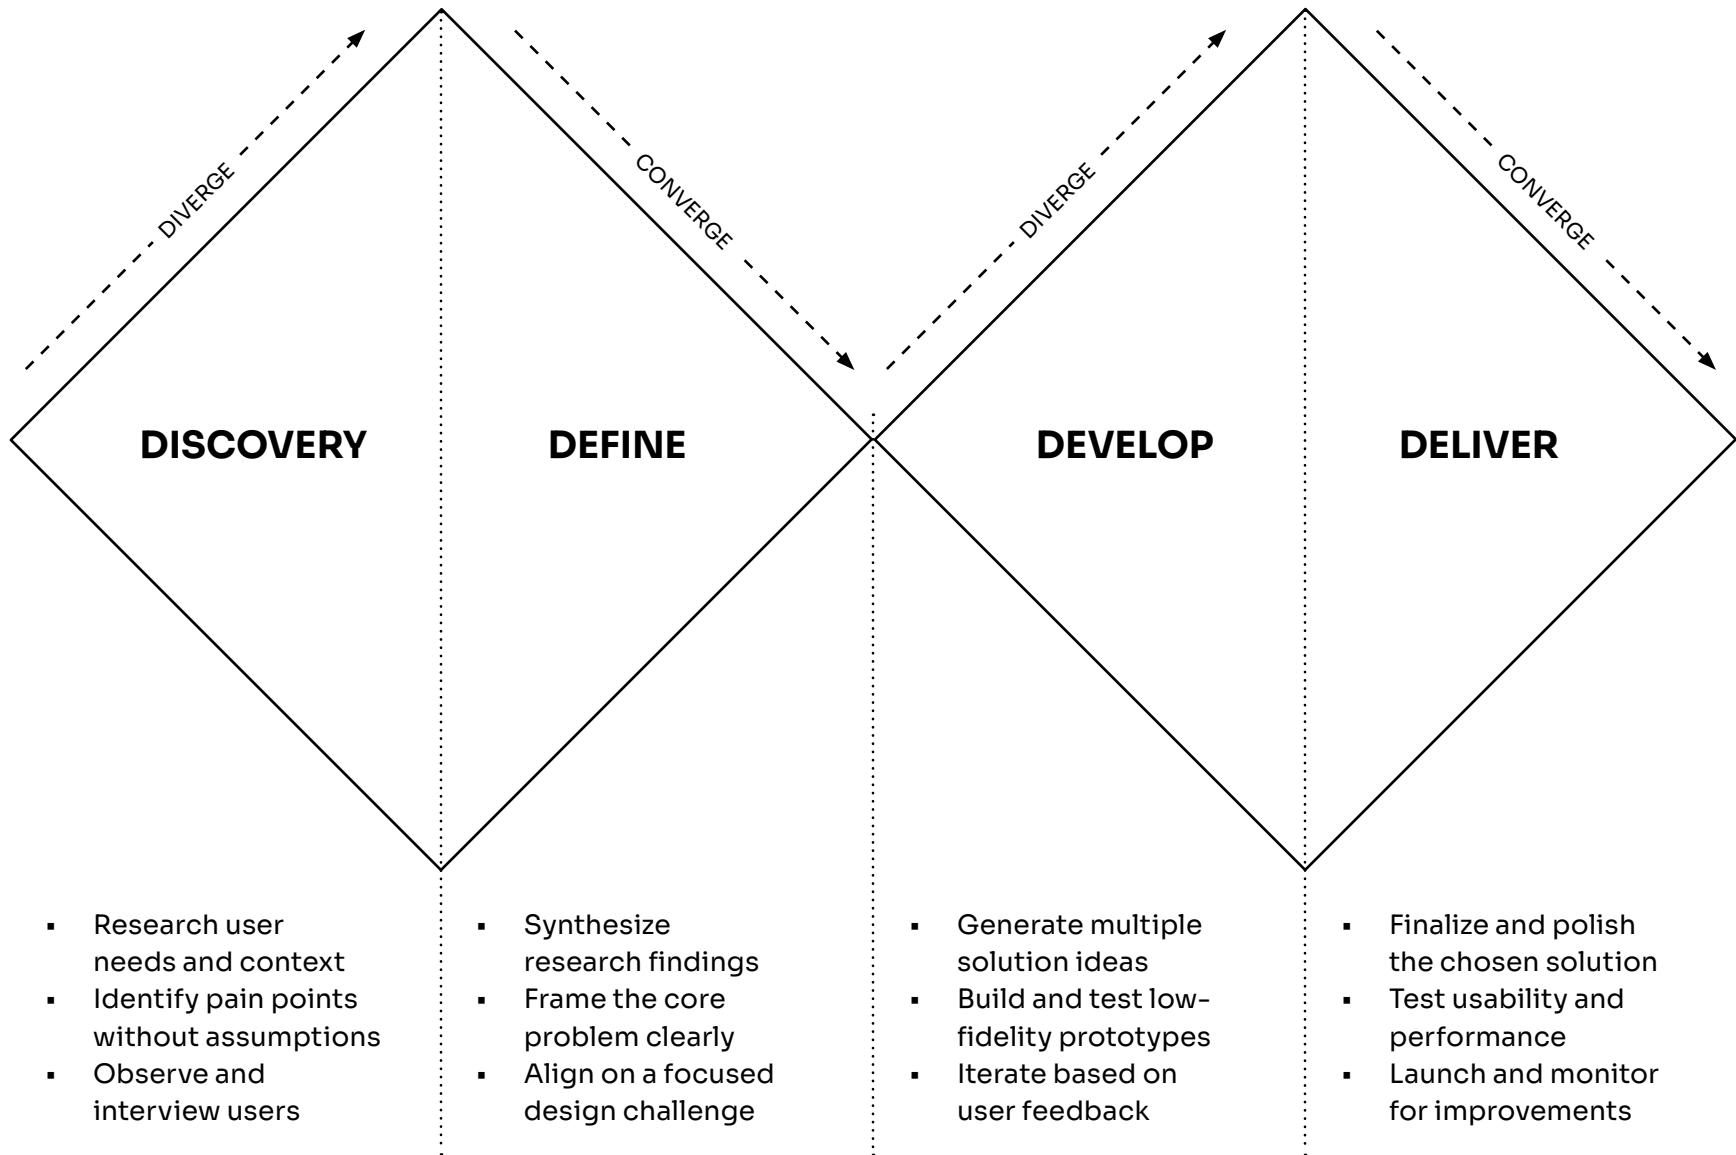 DIVERGE
CONVERGE
DIVERGE
CONVERGE
DISCOVERY
DEFINE
DEVELOP
DELIVER
▪ Research user
needs and context
▪ Identify pain points
without assumptions
▪ Observe and
interview users
▪ Synthesize
research findings
▪ Frame the core
problem clearly
▪ Align on a focused
design challenge
▪ Generate multiple
solution ideas
▪ Build and test low-
fidelity prototypes
▪ Iterate based on
user feedback
▪ Finalize and polish
the chosen solution
▪ Test usability and
performance
▪ Launch and monitor
for improvements